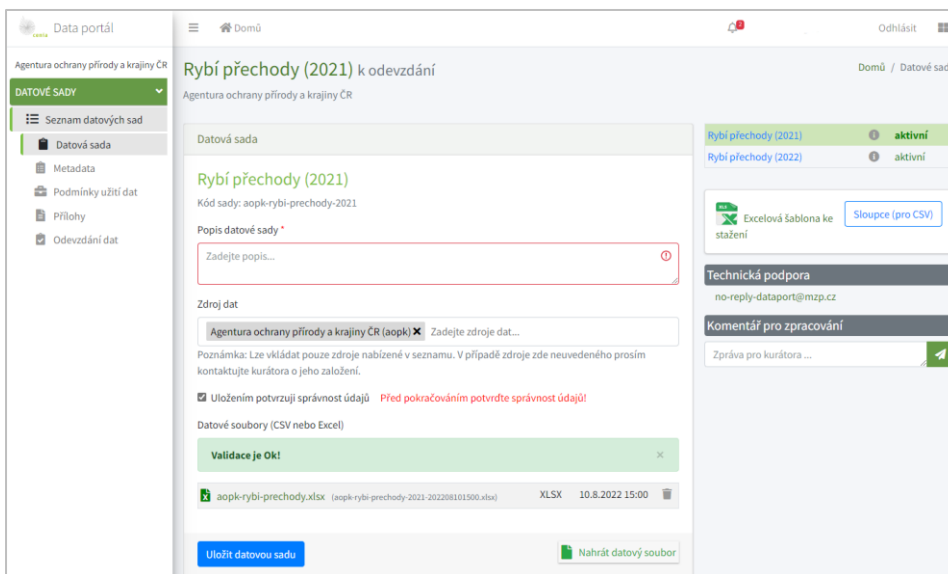 cenia
Data portál
Domů
2
Odhlásit
Agentura ochrany přírody a krajiny ČR
DATOVÉ SADY
Seznam datových sad
Datová sada
Metadata
Podmínky užití dat
Přílohy
Odevzdání dat
Rybí přechody (2021) k odevzdání
Agentura ochrany přírody a krajiny ČR
Domů / Datové sad
Datová sada
Rybí přechody (2021)
Kód sady: aopk-rybi-prechody-2021
Popis datové sady *
Zadejte popis...
Zdroj dat
Agentura ochrany přírody a krajiny ČR (aopk) Zadejte zdroje dat...
Poznámka: Lze vkládat pouze zdroje nabízené v seznamu. V případě zdroje zde neuvedeného prosím
kontaktujte kurátora o jeho založení.
Uložením potvrzuji správnost údajů Před pokračováním potvrďte správnost údajů!
Datové soubory (CSV nebo Excel)
Validace je Ok!
aopk-rybi-prechody.xlsx (aopk-rybi-prechody-2021-202208101500.xlsx) XLSX 10.8.2022 15:00
Uložit datovou sadu
Nahrát datový soubor
Rybí přechody (2021) aktivní
Rybí přechody (2022) aktivní
Excelová šablona ke
stažení
Sloupce (pro CSV)
Technická podpora
no-reply-dataport@mzp.cz
Komentář pro zpracování
Zpráva pro kurátora ...